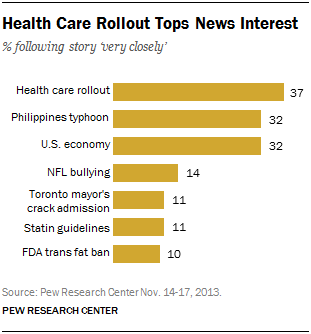 Health Care Rollout Tops News Interest
% following story ‘very closely’
Health care rollout 37
Philippines typhoon 32
U.S. economy 32
NFL bullying 14
Toronto mayor's
crack admission 11
Statin guidelines 11
FDA trans fat ban 10
Source: Pew Research Center Nov. 14-17, 2013.
PEW RESEARCH CENTER